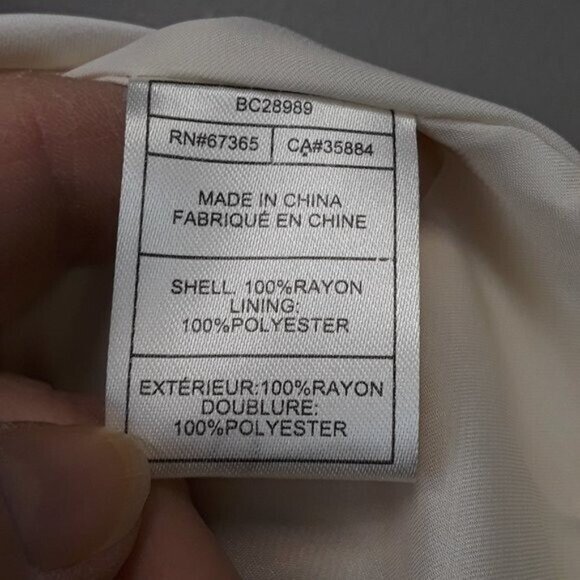 BC28989
RN#67365 CA#35884
MADE IN CHINA
FABRIQUÉ EN CHINE
SHELL. 100%RAYON
LINING:
100%POLYESTER
EXTÉRIEUR:100%RAYON
DOUBLURE:
100%POLYESTER